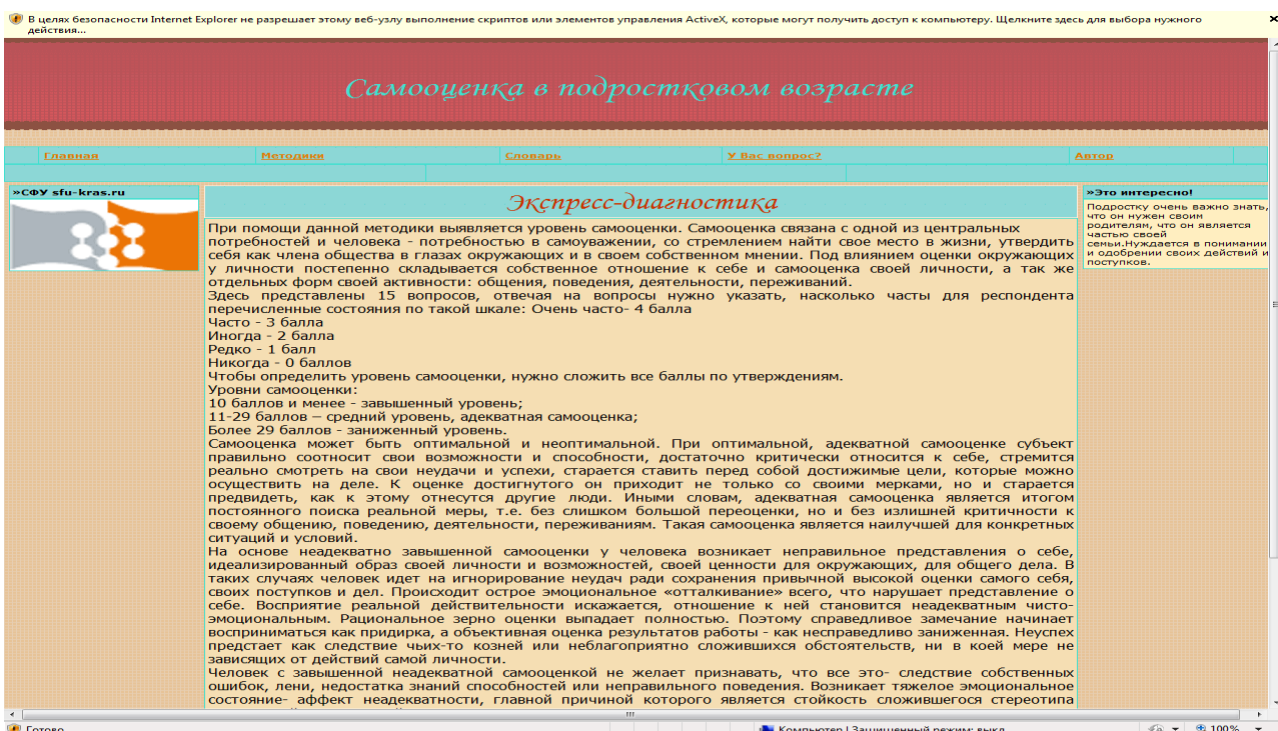 В целях безопасности Internet Explorer не разрешает этому веб-узлу выполнение скриптов или элементов управления ActiveX, которые могут получить доступ к компьютеру. Щелкните здесь для выбора нужного
действия...
Самооценка в подростковом возрасте
Главная Методики Словарь У Вас вопрос? Автор
»СФУ sfu-kras.ru
Экспресс-диагностика
При помощи данной методики выявляется уровень самооценки. Самооценка связана с одной из центральных
потребностей и человека - потребностью в самоуважении, со стремлением найти свое место в жизни, утвердить
себя как члена общества в глазах окружающих и в своем собственном мнении. Под влиянием оценки окружающих
у личности постепенно складывается собственное отношение к себе и самооценка своей личности, а так же
отдельных форм своей активности: общения, поведения, деятельности, переживаний.
Здесь представлены 15 вопросов, отвечая на вопросы нужно указать, насколько часты для респондента
перечисленные состояния по такой шкале: Очень часто- 4 балла
Часто - 3 балла
Иногда - 2 балла
Редко - 1 балл
Никогда - 0 баллов
Чтобы определить уровень самооценки, нужно сложить все баллы по утверждениям.
Уровни самооценки:
10 баллов и менее - завышенный уровень;
11-29 баллов – средний уровень, адекватная самооценка;
Более 29 баллов - заниженный уровень.
Самооценка может быть оптимальной и неоптимальной. При оптимальной, адекватной самооценке субъект
правильно соотносит свои возможности и способности, достаточно критически относится к себе, стремится
реально смотреть на свои неудачи и успехи, старается ставить перед собой достижимые цели, которые можно
осуществить на деле. К оценке достигнутого он приходит не только со своими мерками, но и старается
предвидеть, как к этому отнесутся другие люди. Иными словам, адекватная самооценка является итогом
постоянного поиска реальной меры, т.е. без слишком большой переоценки, но и без излишней критичности к
своему общению, поведению, деятельности, переживаниям. Такая самооценка является наилучшей для конкретных
ситуаций и условий.
На основе неадекватно завышенной самооценки у человека возникает неправильное представления о себе,
идеализированный образ своей личности и возможностей, своей ценности для окружающих, для общего дела. В
таких случаях человек идет на игнорирование неудач ради сохранения привычной высокой оценки самого себя,
своих поступков и дел. Происходит острое эмоциональное «отталкивание» всего, что нарушает представление о
себе. Восприятие реальной действительности искажается, отношение к ней становится неадекватным чисто-
эмоциональным. Рациональное зерно оценки выпадает полностью. Поэтому справедливое замечание начинает
восприниматься как придирка, а объективная оценка результатов работы - как несправедливо заниженная. Неуспех
предстает как следствие чьих-то козней или неблагоприятно сложившихся обстоятельств, ни в коей мере не
зависящих от действий самой личности.
Человек с завышенной неадекватной самооценкой не желает признавать, что все это- следствие собственных
ошибок, лени, недостатка знаний способностей или неправильного поведения. Возникает тяжелое эмоциональное
состояние- аффект неадекватности, главной причиной которого является стойкость сложившегося стереотипа
»Это интересно!
Подростку очень важно знать,
что он нужен своим
родителям, что он является
частью своей
семьи.Нуждается в понимании
и одобрении своих действий и
поступков.
Готово Компьютер | Защищенный режим: выкл. 100%